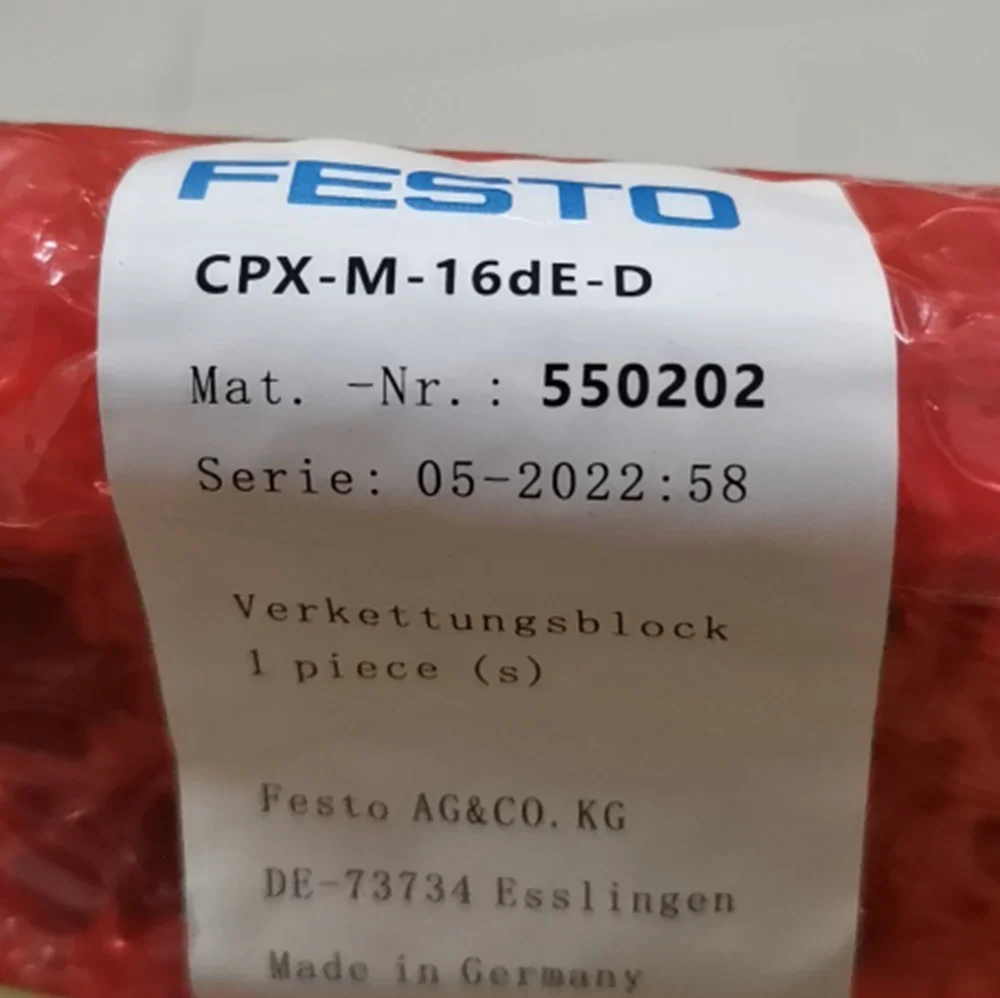 FESTO
CPX-M-16dE-D
Mat. -Nr.: 550202
Serie: 05-2022:58
Verkettungsblock
1 piece (s)
Festo AG&CO. KG
DE-73734 Esslingen
Made in Germany